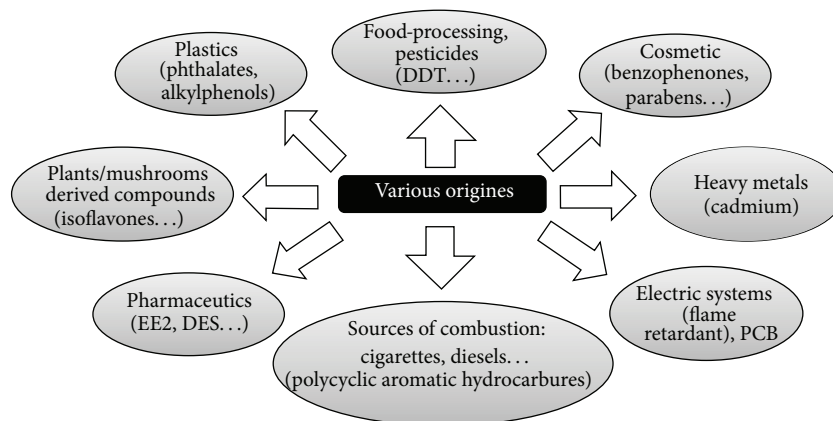 Plastics
(phthalates,
alkylphenols)
Food-processing,
pesticides
(DDT…)
Cosmetic
(benzophenones,
parabens…)
Plants/mushrooms
derived compounds
(isoflavones…)
Various origines
Heavy metals
(cadmium)
Pharmaceutics
(EE2, DES…)
Sources of combustion:
cigarettes, diesels…
(polycyclic aromatic hydrocarbures)
Electric systems
(flame
retardant), PCB